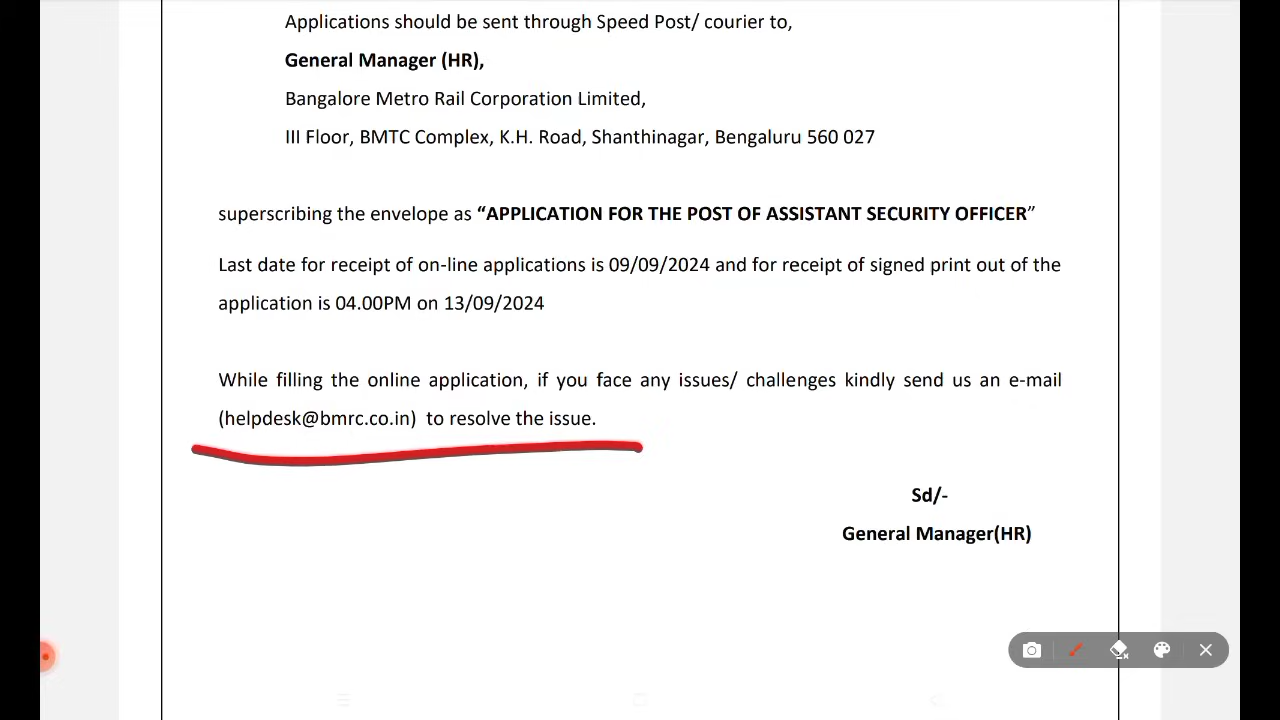 Applications should be sent through Speed Post/ courier to,
General Manager (HR),
Bangalore Metro Rail Corporation Limited,
III Floor, BMTC Complex, K.H. Road, Shanthinagar, Bengaluru 560 027
superscribing the envelope as “APPLICATION FOR THE POST OF ASSISTANT SECURITY OFFICER”
Last date for receipt of on-line applications is 09/09/2024 and for receipt of signed print out of the
application is 04.00PM on 13/09/2024
While filling the online application, if you face any issues/ challenges kindly send us an e-mail
(helpdesk@bmrc.co.in) to resolve the issue.
Sd/-
General Manager(HR)